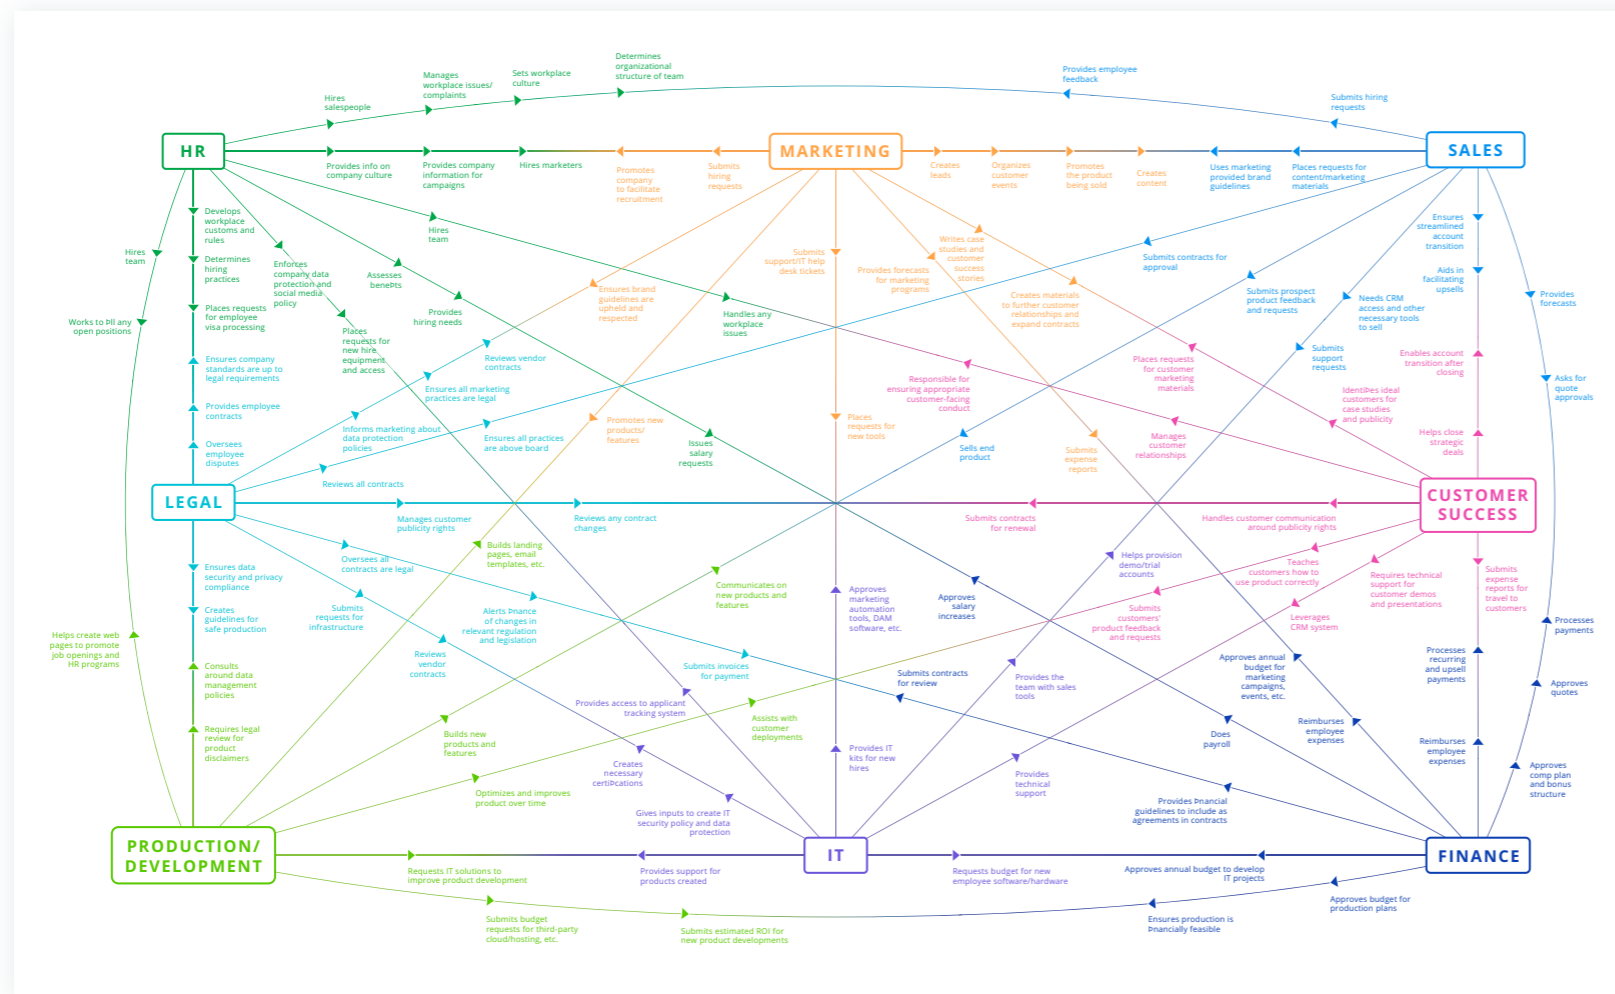 Determines
organizational
structure of team
Sets workplace
culture
Manages
workplace issues/
complaints
Hires
salespeople
Provides employee
feedback
Submits hiring
requests
HR
MARKETING
SALES
Provides info on
company culture
Provides company
information for
campaigns
Hires marketers
Promotes
company
to facilitate
recruitment
Submits
hiring
requests
Creates
leads
Organizes
customer
events
Promotes
the product
being sold
Creates
content
Uses marketing
provided brand
guidelines
Places requests for
content/marketing
materials
Develops
workplace
customs and
rules
Determines
hiring
practices
Places requests
for employee
visa processing
Ensures company
standards are up to
legal requirements
Provides employee
contracts
Oversees
employee
disputes
Hires
team
Works to Þll any
open positions
Enforces
company data
protection and
social media
policy
Places
requests for
new hire
equipment
and access
Assesses
beneÞts
Provides
hiring needs
Hires
team
Handles any
workplace
issues
Issues
salary
requests
Ensures brand
guidelines are
upheld and
respected
Reviews vendor
contracts
Ensures all marketing
practices are legal
Informs marketing about
data protection
policies
Ensures all practices
are above board
Reviews all contracts
Promotes new
products/
features
Submits
support/IT help
desk tickets
Places
requests for
new tools
Provides forecasts
for marketing
programs
Writes case
studies and
customer
success
stories
Creates materials
to further customer
relationships and
expand contracts
Submits contracts for
approval
Submits prospect
product feedback
and requests
Needs CRM
access and other
necessary tools
to sell
Submits
support
requests
Ensures
streamlined
account
transition
Aids in
facilitating
upsells
Provides
forecasts
Asks for
quote
approvals
Enables account
transition after
closing
Helps close
strategic
deals
Places requests
for customer
marketing
materials
IdentiÞes ideal
customers for
case studies
and publicity
Responsible for
ensuring appropriate
customer-facing
conduct
Manages
customer
relationships
Sells end
product
Submits
expense
reports
LEGAL
CUSTOMER
SUCCESS
Manages customer
publicity rights
Reviews any contract
changes
Submits contracts
for renewal
Handles customer communication
around publicity rights
Ensures data
security and privacy
compliance
Creates
guidelines for
safe production
Consults
around data
management
policies
Requires legal
review for
product
disclaimers
Helps create web
pages to promote
job openings and
HR programs
Oversees all
contracts are legal
Submits
requests for
infrastructure
Reviews
vendor
contracts
Builds landing
pages, email
templates, etc.
Alerts Þnance
of changes in
relevant regulation
and legislation
Submits invoices
for payment
Communicates on
new products and
features
Approves
marketing
automation
tools, DAM
software, etc.
Approves
salary
increases
Helps provision
demo/trial
accounts
Submits
customers'
product feedback
and requests
Teaches
customers how to
use product correctly
Requires technical
support for
customer demos
and presentations
Leverages
CRM system
Submits
expense
reports for
travel to
customers
Processes
payments
Approves
quotes
Approves
comp plan
and bonus
structure
Processes
recurring
and upsell
payments
Reimburses
employee
expenses
Approves annual
budget for
marketing
campaigns,
events, etc.
Reimburses
employee
expenses
Does
payroll
Provides Þnancial
guidelines to include as
agreements in contracts
Submits contracts
for review
Provides the
team with sales
tools
Provides
technical
support
Provides IT
kits for new
hires
Assists with
customer
deployments
Provides access to applicant
tracking system
Creates
necessary
certiÞcations
Gives inputs to create IT
security policy and data
protection
Builds new
products and
features
Optimizes and improves
product over time
PRODUCTION/
DEVELOPMENT
IT
FINANCE
Requests IT solutions to
improve product development
Provides support for
products created
Requests budget for new
employee software/hardware
Approves annual budget to develop
IT projects
Submits budget
requests for third-party
cloud/hosting, etc.
Submits estimated ROI for
new product developments
Ensures production is
Þnancially feasible
Approves budget for
production plans